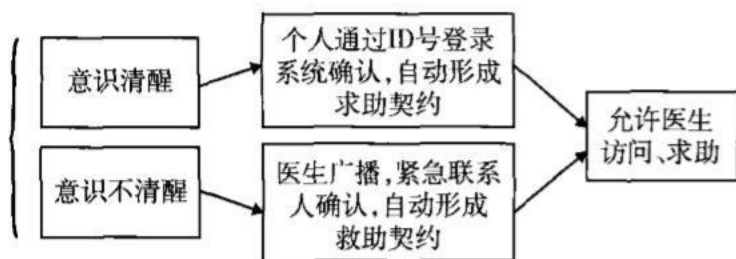 意识清醒
个人通过ID号登录
系统确认,自动形成
求助契约
意识不清醒
医生广播,紧急联系
人确认,自动形成
救助契约
允许医生
访问、求助